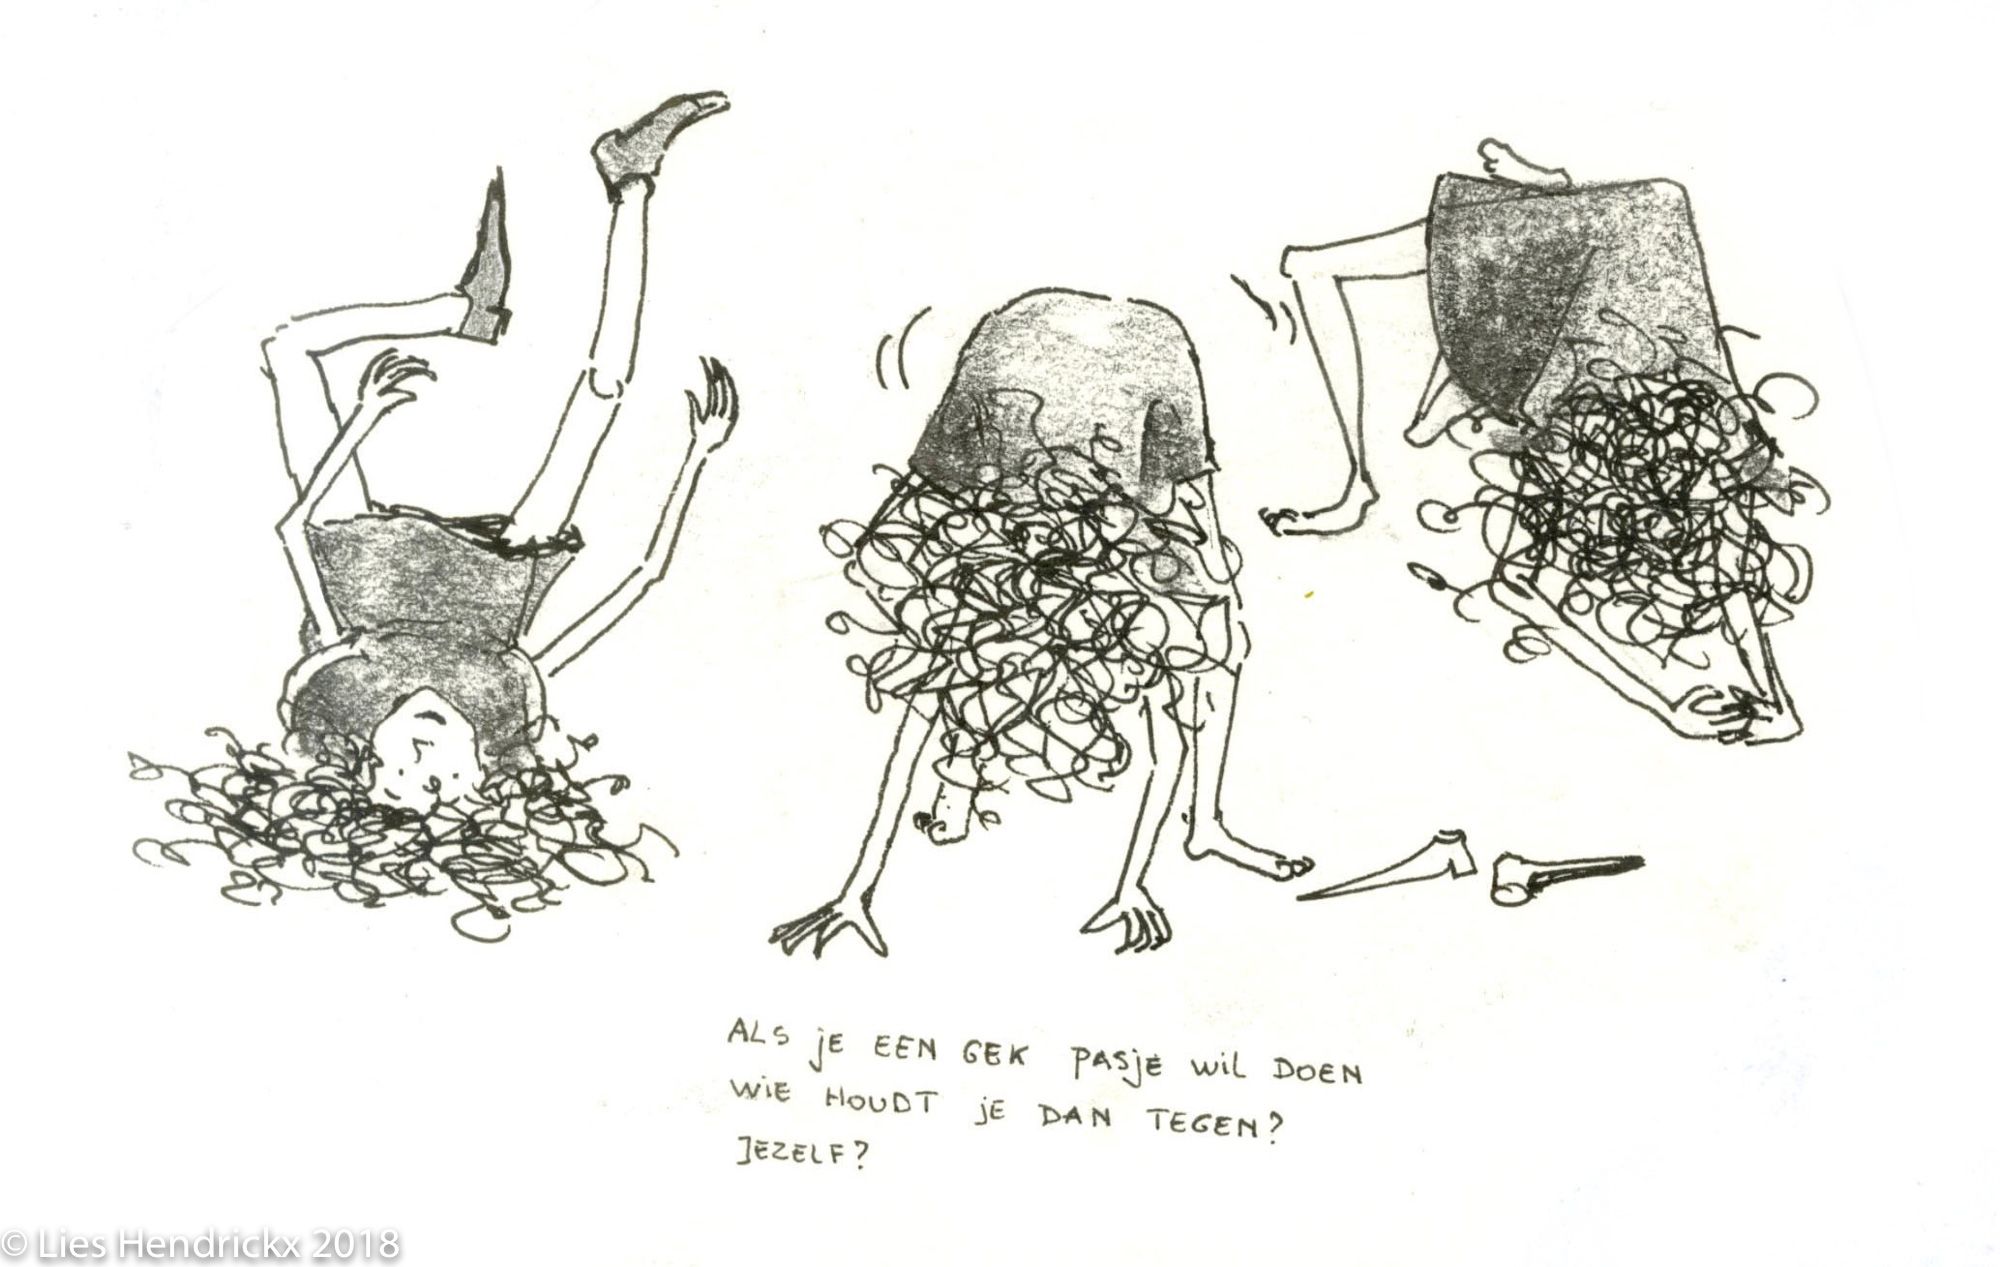 ALS jE EEN GEK PASjE WiL DOEN
WiE HOUDT jE DAN TEGEN?
JEZELF?
© Lies Hendrickx 2018